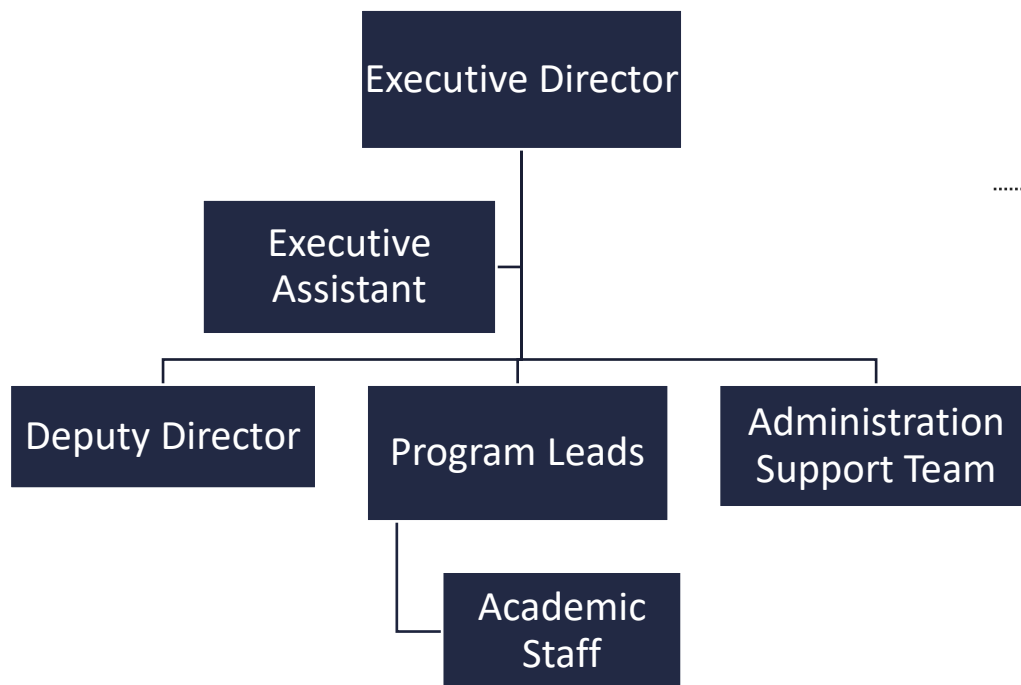 Executive Director
Executive
Assistant
Deputy Director
Program Leads
Administration
Support Team
Academic
Staff